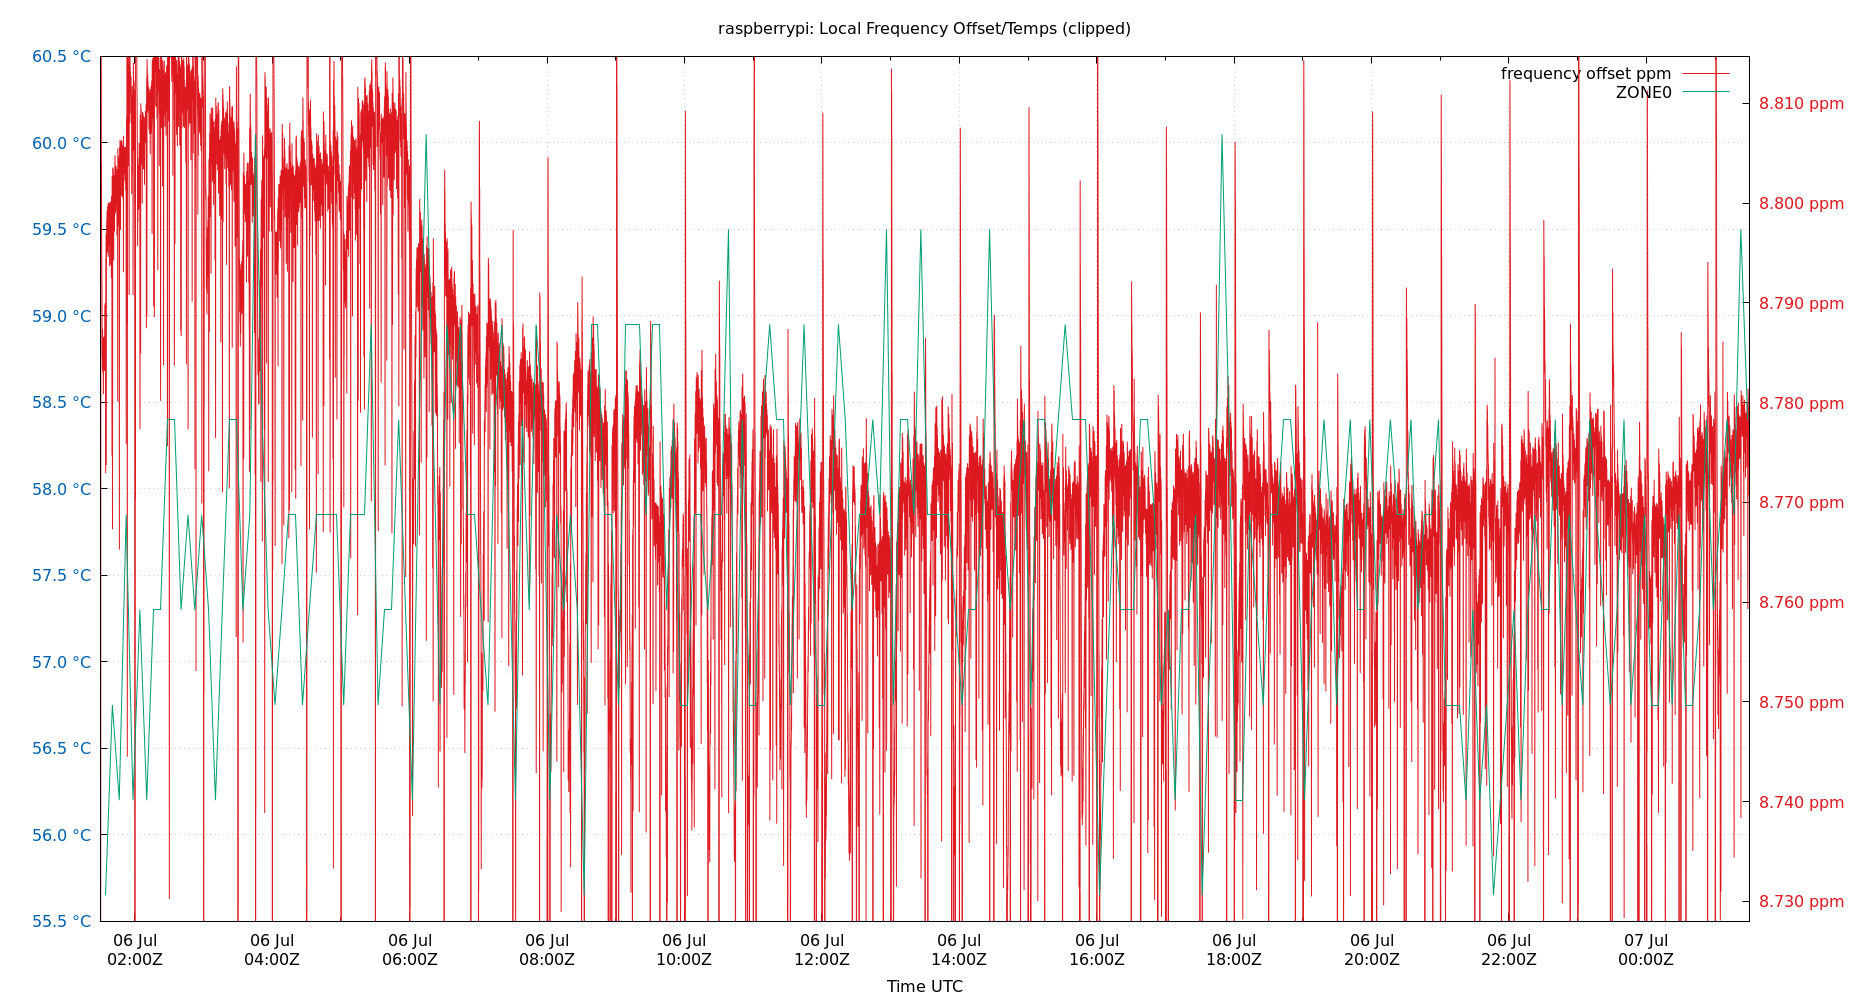 raspberrypi: Local Frequency Offset/Temps (clipped)
frequency offset ppm
ZONE0
60.5 °C
60.0 °C
59.5 °C
59.0 °C
58.5 °C
58.0 °C
57.5 °C
57.0 °C
56.5 °C
56.0 °C
55.5 °C
8.810 ppm
8.800 ppm
8.790 ppm
8.780 ppm
8.770 ppm
8.760 ppm
8.750 ppm
8.740 ppm
8.730 ppm
06 Jul 06 Jul 06 Jul 06 Jul 06 Jul 06 Jul 06 Jul 06 Jul 06 Jul 06 Jul 06 Jul 07 Jul
02:00Z 04:00Z 06:00Z 08:00Z 10:00Z 12:00Z 14:00Z 16:00Z 18:00Z 20:00Z 22:00Z 00:00Z
Time UTC